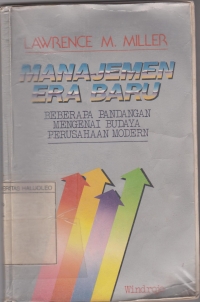 LAWRENCE M. MILLER
MANAJEMEN
ERA BARU
BEBERAPA PANDANGAN
MENGENAI BUDAYA
PERUSAHAAN MODERN